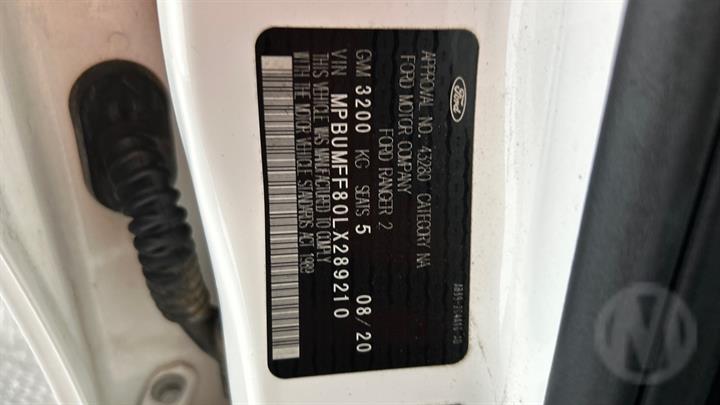 Ford
APPROVAL NO. 43280 CATEGORY NA
FORD MOTOR COMPANY
FORD RANGER 2
GVM 3200 KG SEATS 5 08/20
VIN MPBUMFF80LX289210
THIS VEHICLE WAS MANUFACTURED TO COMPLY
WITH THE MOTOR VEHICLE STANDARDS ACT 1989
M